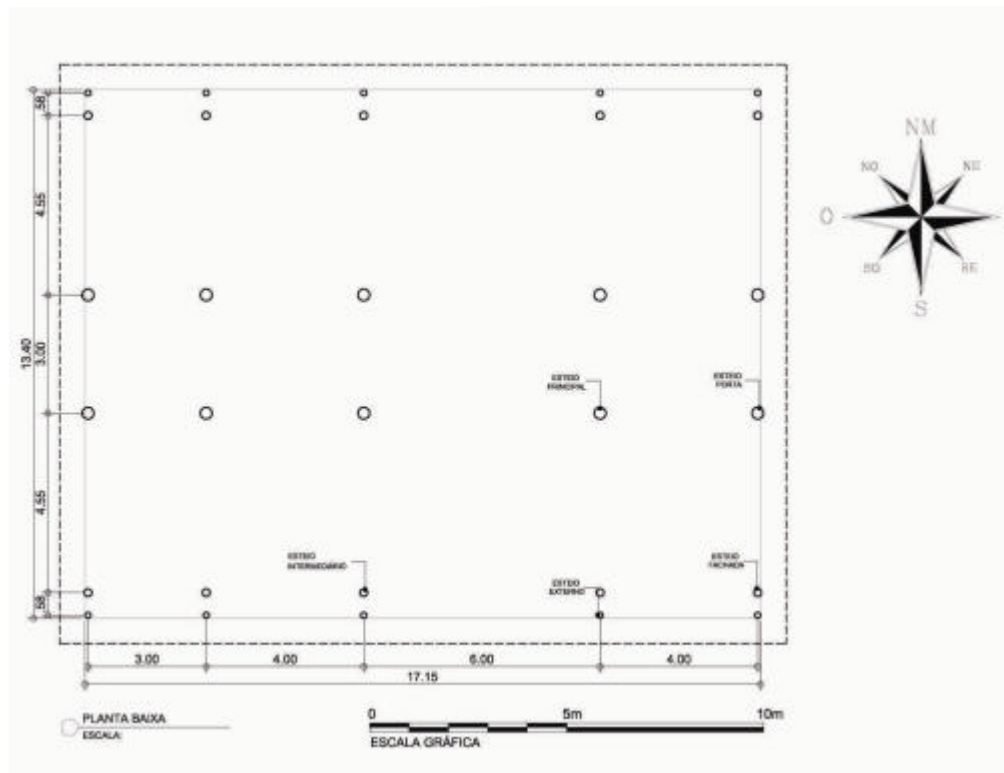 NM
NO
NE
O
SO
SE
S
.58
4.55
13.40
3.00
4.55
.58
ESTEIO
PRINCIPAL
ESTEIO
PORTA
ESTEIO
INTERMEDIÁRIO
ESTEIO
EXTERNO
ESTEIO
FACHADA
3.00
4.00
6.00
4.00
17.15
PLANTA BAIXA
ESCALA:
0
5m
10m
ESCALA GRÁFICA